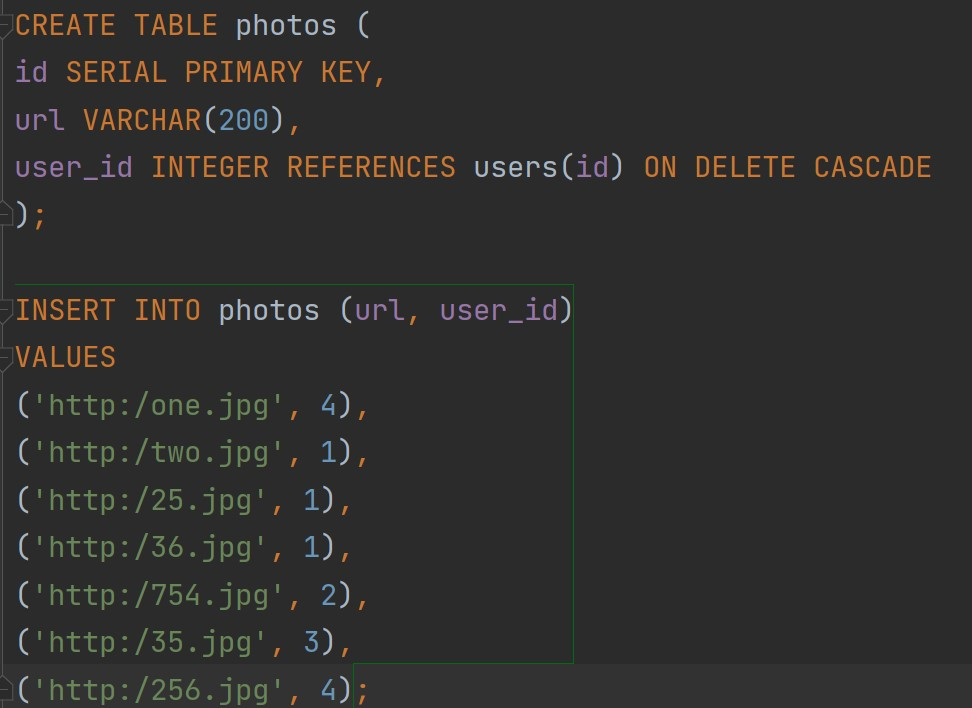 CREATE TABLE photos (
id SERIAL PRIMARY KEY,
url VARCHAR(200),
user_id INTEGER REFERENCES users(id) ON DELETE CASCADE
);
INSERT INTO photos (url, user_id)
VALUES
('http:/one.jpg', 4),
('http:/two.jpg', 1),
('http:/25.jpg', 1),
('http:/36.jpg', 1),
('http:/754.jpg', 2),
('http:/35.jpg', 3),
('http:/256.jpg', 4);